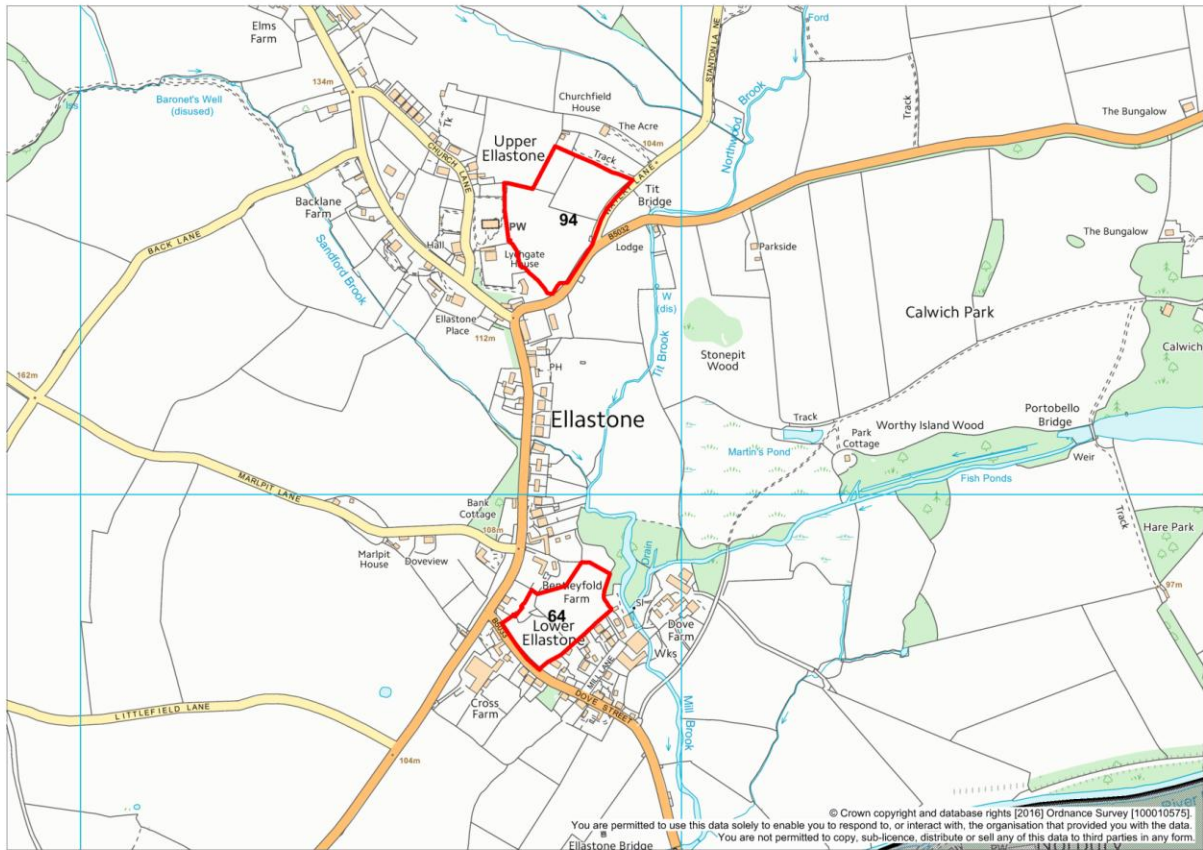 Elms
Farm
134m
Baronet's Well
(disused)
Tk
Churchfield
House
The Acre
Upper
Ellastone
Track
104m
STANTON LANE
Ford
Northwood
Brook
Track
The Bungalow
CHURCH LANE
94
PW
Lychgate
House
Tit
Bridge
B5032
Lodge
Parkside
The Bungalow
Backlane
Farm
Hall
BACK LANE
Sandford Brook
Ellastone
Place
112m
W
(dis)
Tit Brook
Calwich Park
Calwich
Stonepit
Wood
PH
162m
Ellastone
Track
Park
Cottage
Worthy Island Wood
Portobello
Bridge
Martin's Pond
Weir
Fish Ponds
MARLPIT LANE
Bank
Cottage
108m
Track
Hare Park
Marlpit
House
Doveview
Drain
Bentleyfold
Farm
97m
64
Lower
Ellastone
Dove
Farm
Wks
B5033
MILL LANE
Cross
Farm
DOVE STREET
Mill Brook
LITTLEFIELD LANE
104m
© Crown copyright and database rights [2016] Ordnance Survey [100010575].
You are permitted to use this data solely to enable you to respond to, or interact with, the organisation that provided you with the data.
You are not permitted to copy, sub-licence, distribute or sell any of this data to third parties in any form.
Ellastone Bridge